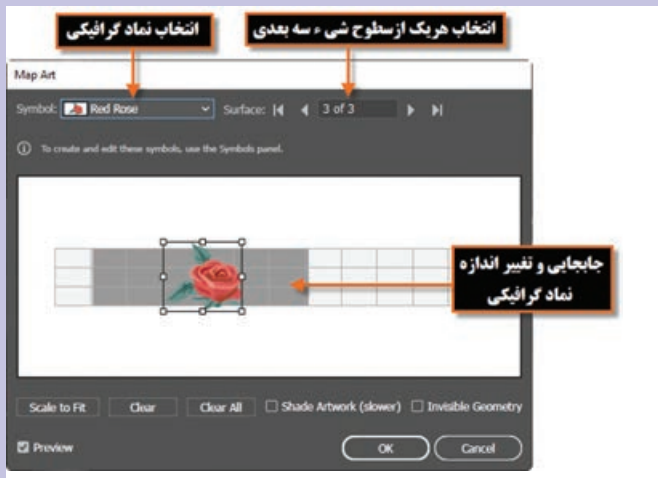 انتخاب نماد گرافیکی
انتخاب هریک ازسطوح شیء سه بعدی
Map Art
Symbol: Red Rose Surface: 3 of 3
To create and edit these symbols, use the Symbols panel.
جابجایی و تغییر اندازه
نماد گرافیکی
Scale to Fit Clear Clear All Shade Artwork (slower) Invisible Geometry
Preview OK Cancel